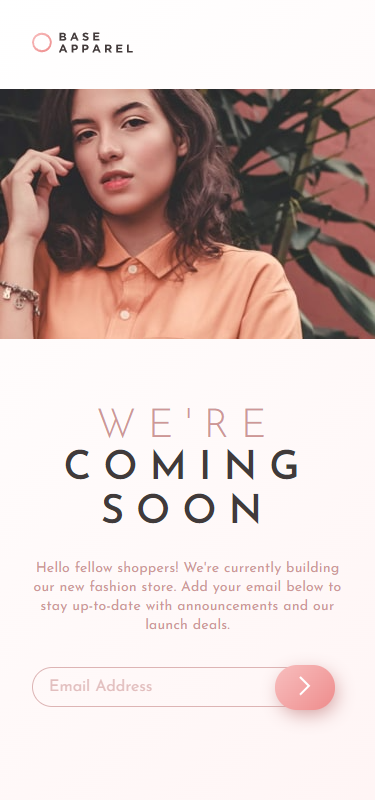 BASE
APPAREL
WE'RE
COMING
SOON
Hello fellow shoppers! We're currently building
our new fashion store. Add your email below to
stay up-to-date with announcements and our
launch deals.
Email Address